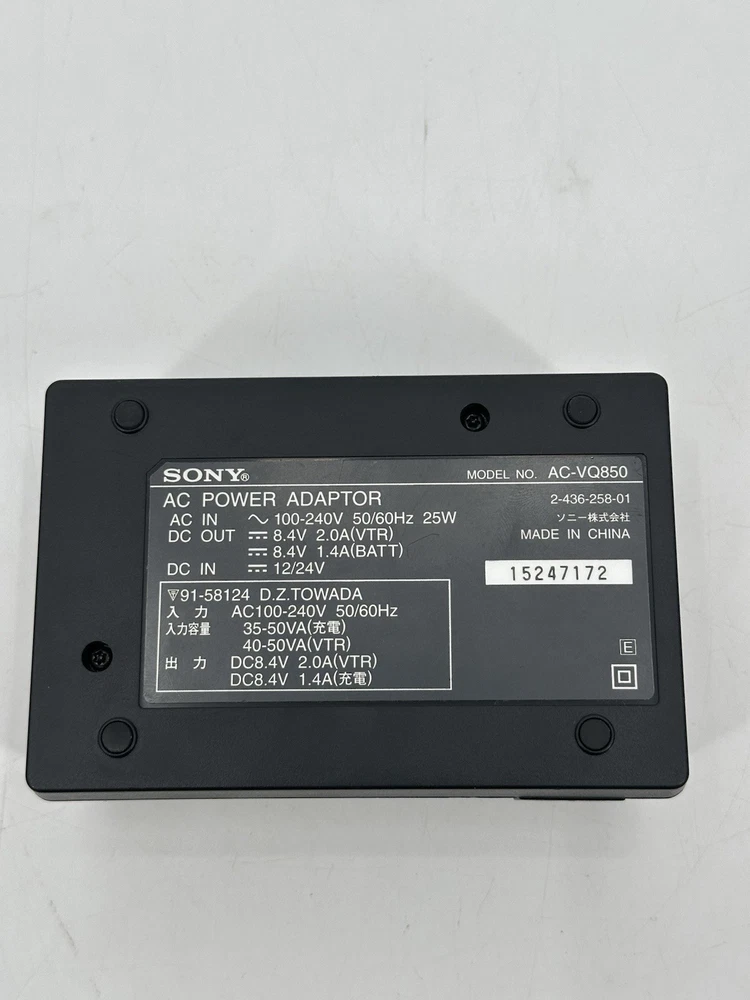 SONY®
MODEL NO. AC-VQ850
AC POWER ADAPTOR
2-436-258-01
AC IN ～ 100-240V 50/60Hz 25W
ソニー株式会社
DC OUT ⎓ 8.4V 2.0A(VTR)
MADE IN CHINA
⎓ 8.4V 1.4A(BATT)
DC IN ⎓ 12/24V
15247172
91-58124 D.Z.TOWADA
入 力 AC100-240V 50/60Hz
入力容量 35-50VA(充電)
40-50VA(VTR)
出 力 DC8.4V 2.0A(VTR)
DC8.4V 1.4A(充電)
E